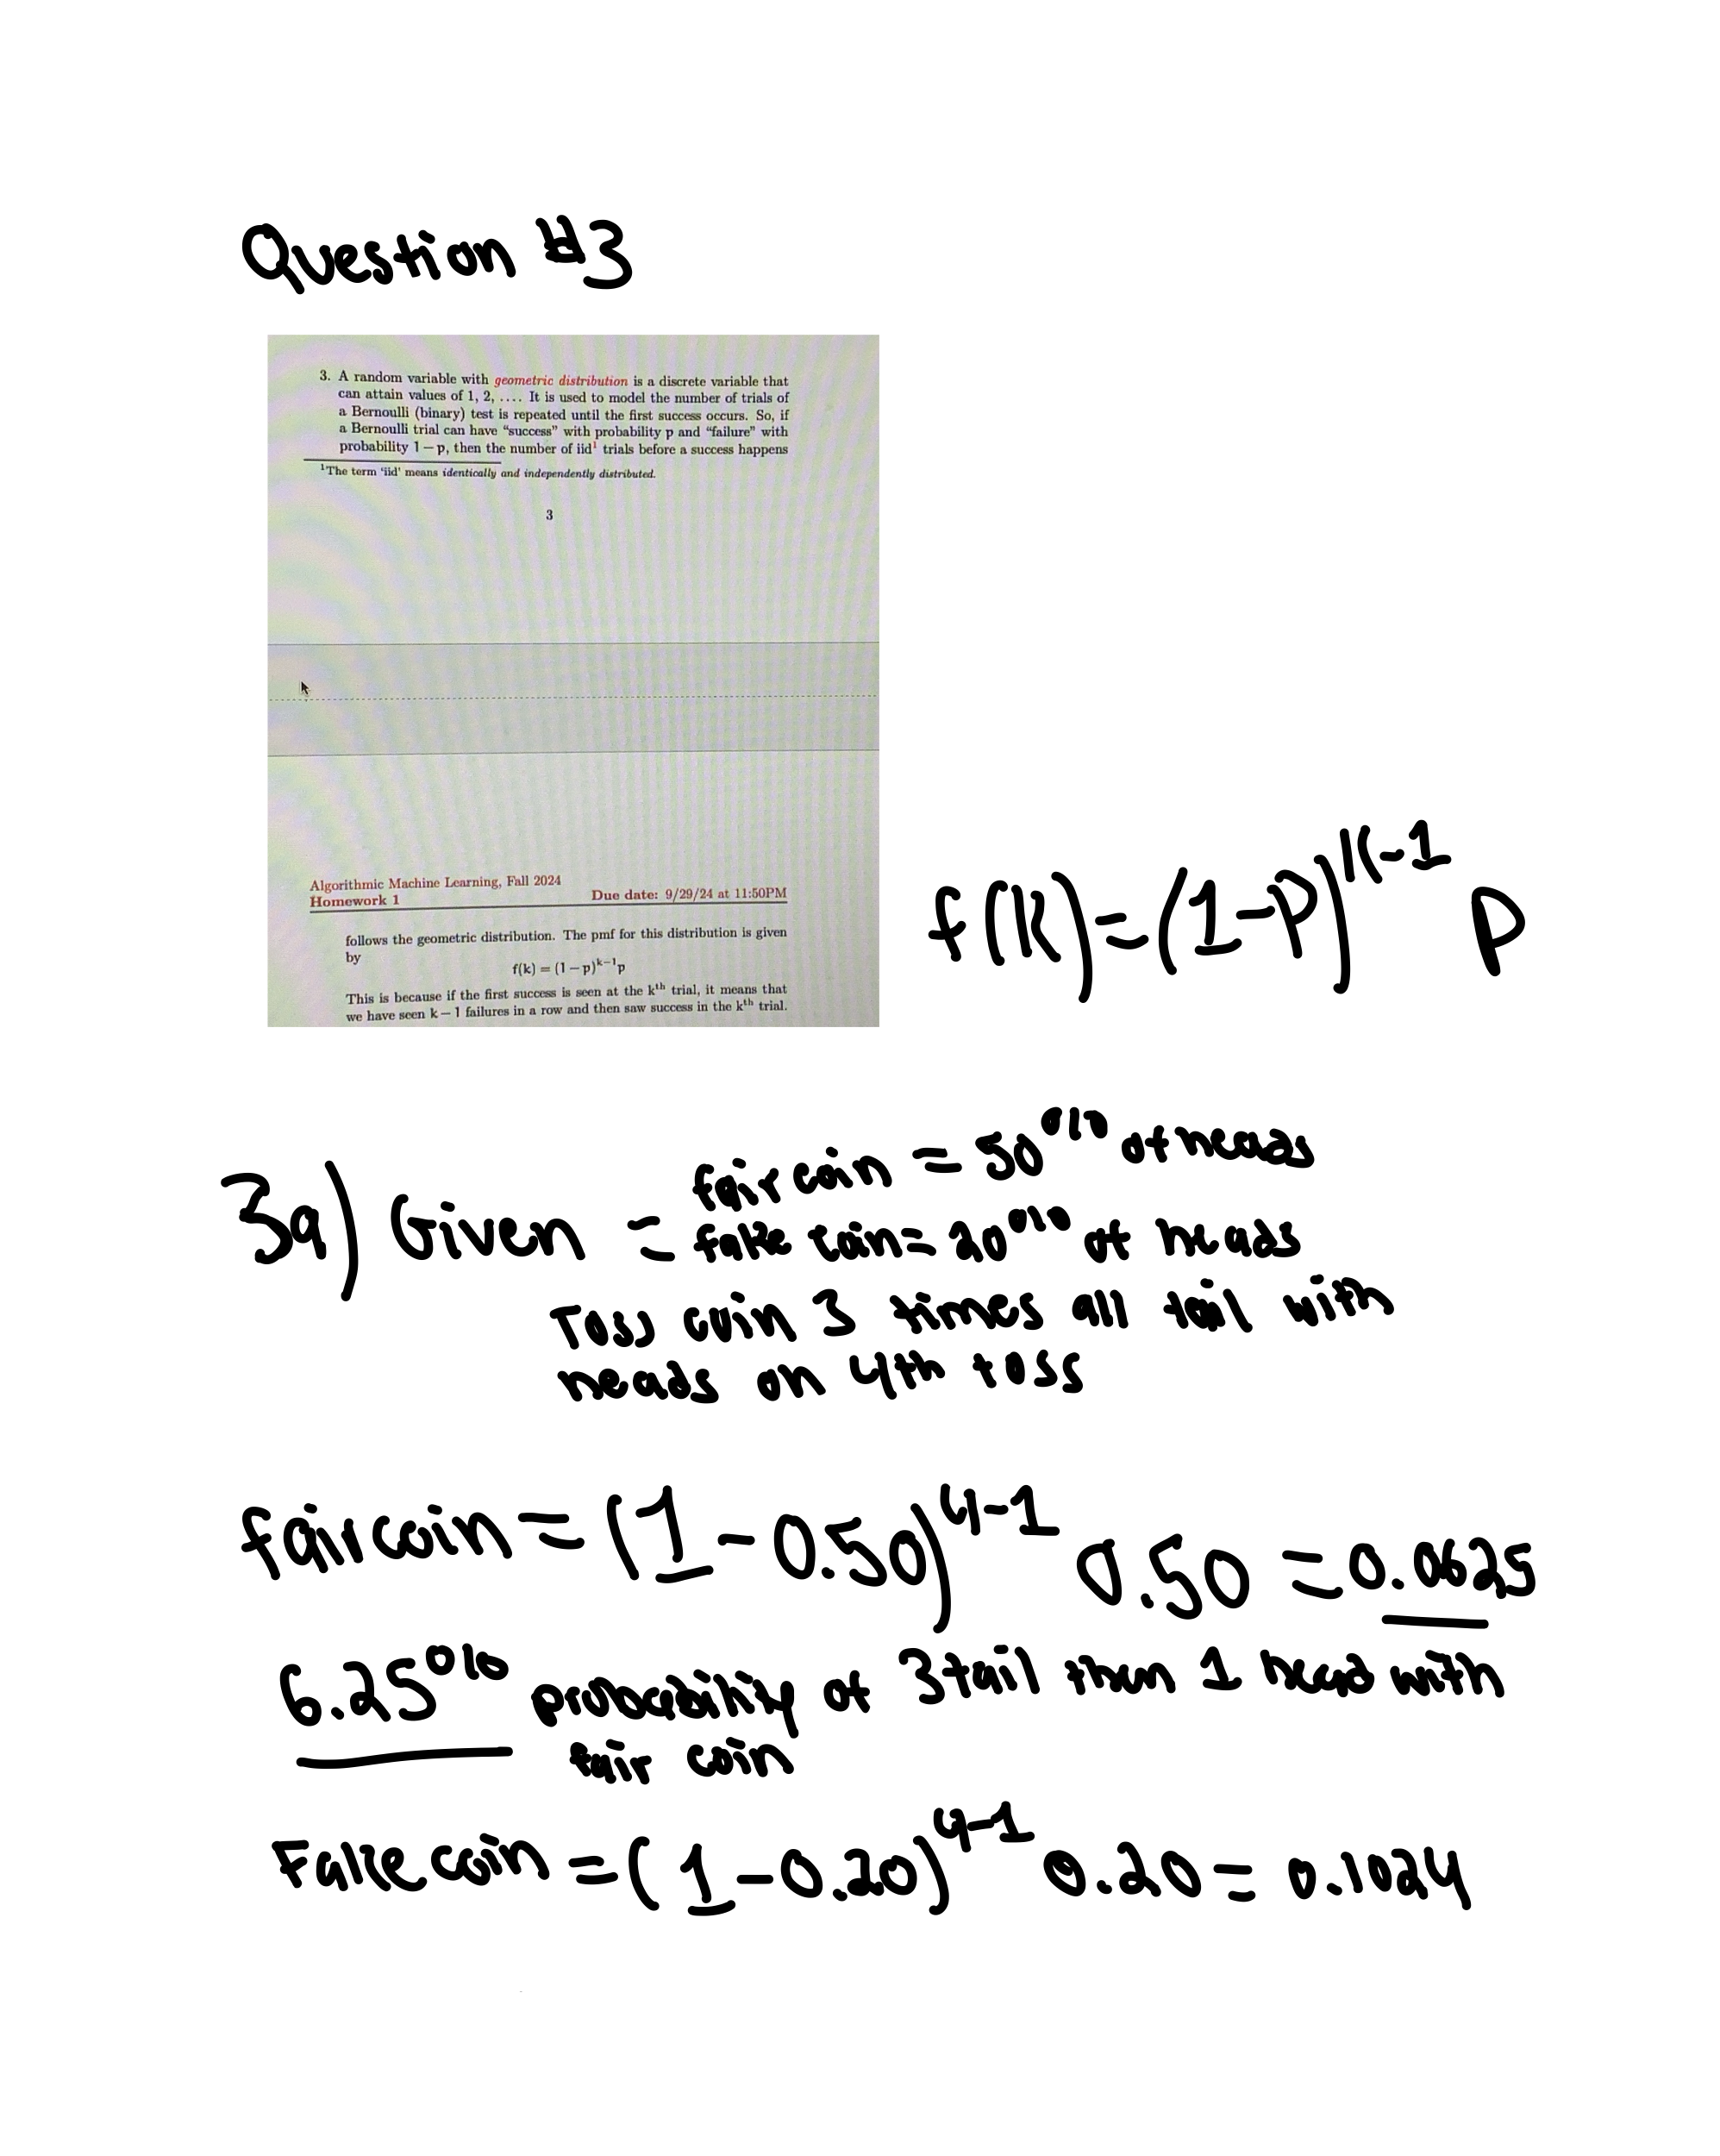 Question #3
3. A random variable with geometric distribution is a discrete variable that
can attain values of 1, 2, .... It is used to model the number of trials of
a Bernoulli (binary) test is repeated until the first success occurs. So, if
a Bernoulli trial can have “success” with probability p and “failure” with
probability 1 − p, then the number of iid¹ trials before a success happens
¹The term ‘iid’ means identically and independently distributed.
3
Algorithmic Machine Learning, Fall 2024
Homework 1 Due date: 9/29/24 at 11:50PM
follows the geometric distribution. The pmf for this distribution is given
by
f(k) = (1 − p)^{k−1}p
This is because if the first success is seen at the k^{th} trial, it means that
we have seen k − 1 failures in a row and then saw success in the k^{th} trial.
f(k)=(1-p)^{k-1} p
3a) Given = fair coin = 50% of heads
fake coin = 20% of heads
Toss coin 3 times all tail with
heads on 4th toss
fair coin = (1-0.50)^{4-1} 0.50 = 0.0625
6.25% probability of 3 tail then 1 head with
fair coin
Fake coin = (1-0.20)^{4-1} 0.20 = 0.1024